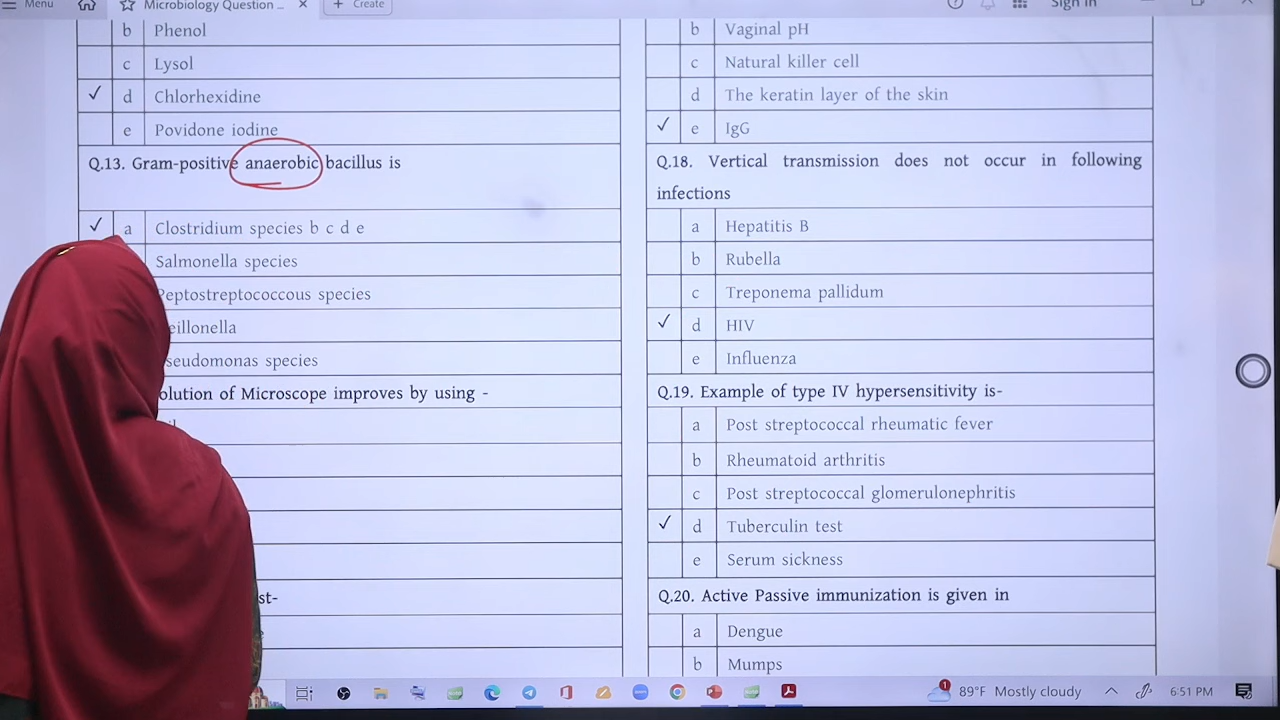 Menu
Microbiology Question ...
+ Create
Sign in
b Phenol
c Lysol
✓ d Chlorhexidine
e Povidone iodine
Q.13. Gram-positive anaerobic bacillus is
✓ a Clostridium species b c d e
Salmonella species
Peptostreptococcous species
eillonella
seudomonas species
olution of Microscope improves by using -
st-
b Vaginal pH
c Natural killer cell
d The keratin layer of the skin
✓ e IgG
Q.18. Vertical transmission does not occur in following
infections
a Hepatitis B
b Rubella
c Treponema pallidum
✓ d HIV
e Influenza
Q.19. Example of type IV hypersensitivity is-
a Post streptococcal rheumatic fever
b Rheumatoid arthritis
c Post streptococcal glomerulonephritis
✓ d Tuberculin test
e Serum sickness
Q.20. Active Passive immunization is given in
a Dengue
b Mumps
1
89°F Mostly cloudy
6:51 PM